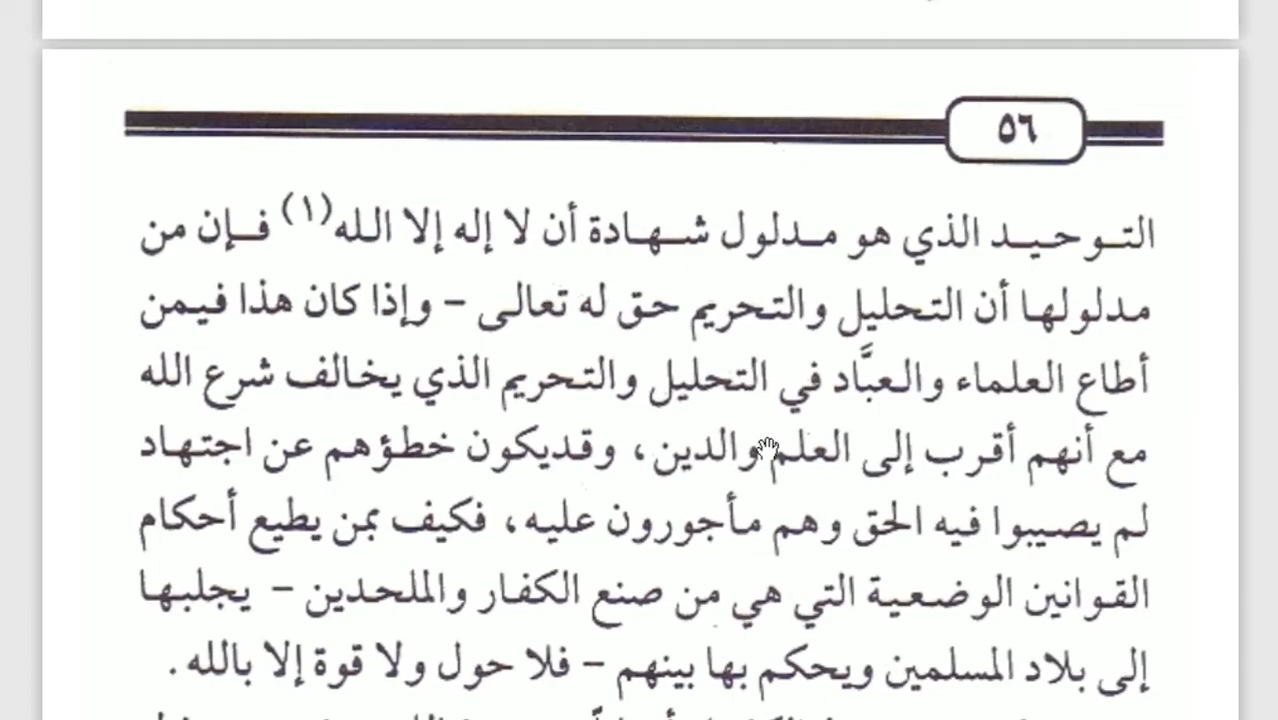 ٥٦
التوحيد الذي هو مدلول شهادة أن لا إله إلا الله(١) فإن من
مدلولها أن التحليل والتحريم حق له تعالى – وإذا كان هذا فيمن
أطاع العلماء والعبَّاد في التحليل والتحريم الذي يخالف شرع الله
مع أنهم أقرب إلى العلم والدين، وقديكون خطؤهم عن اجتهاد
لم يصيبوا فيه الحق وهم مأجورون عليه، فكيف بمن يطيع أحكام
القوانين الوضعية التي هي من صنع الكفار والملحدين – يجلبها
إلى بلاد المسلمين ويحكم بها بينهم – فلا حول ولا قوة إلا بالله.